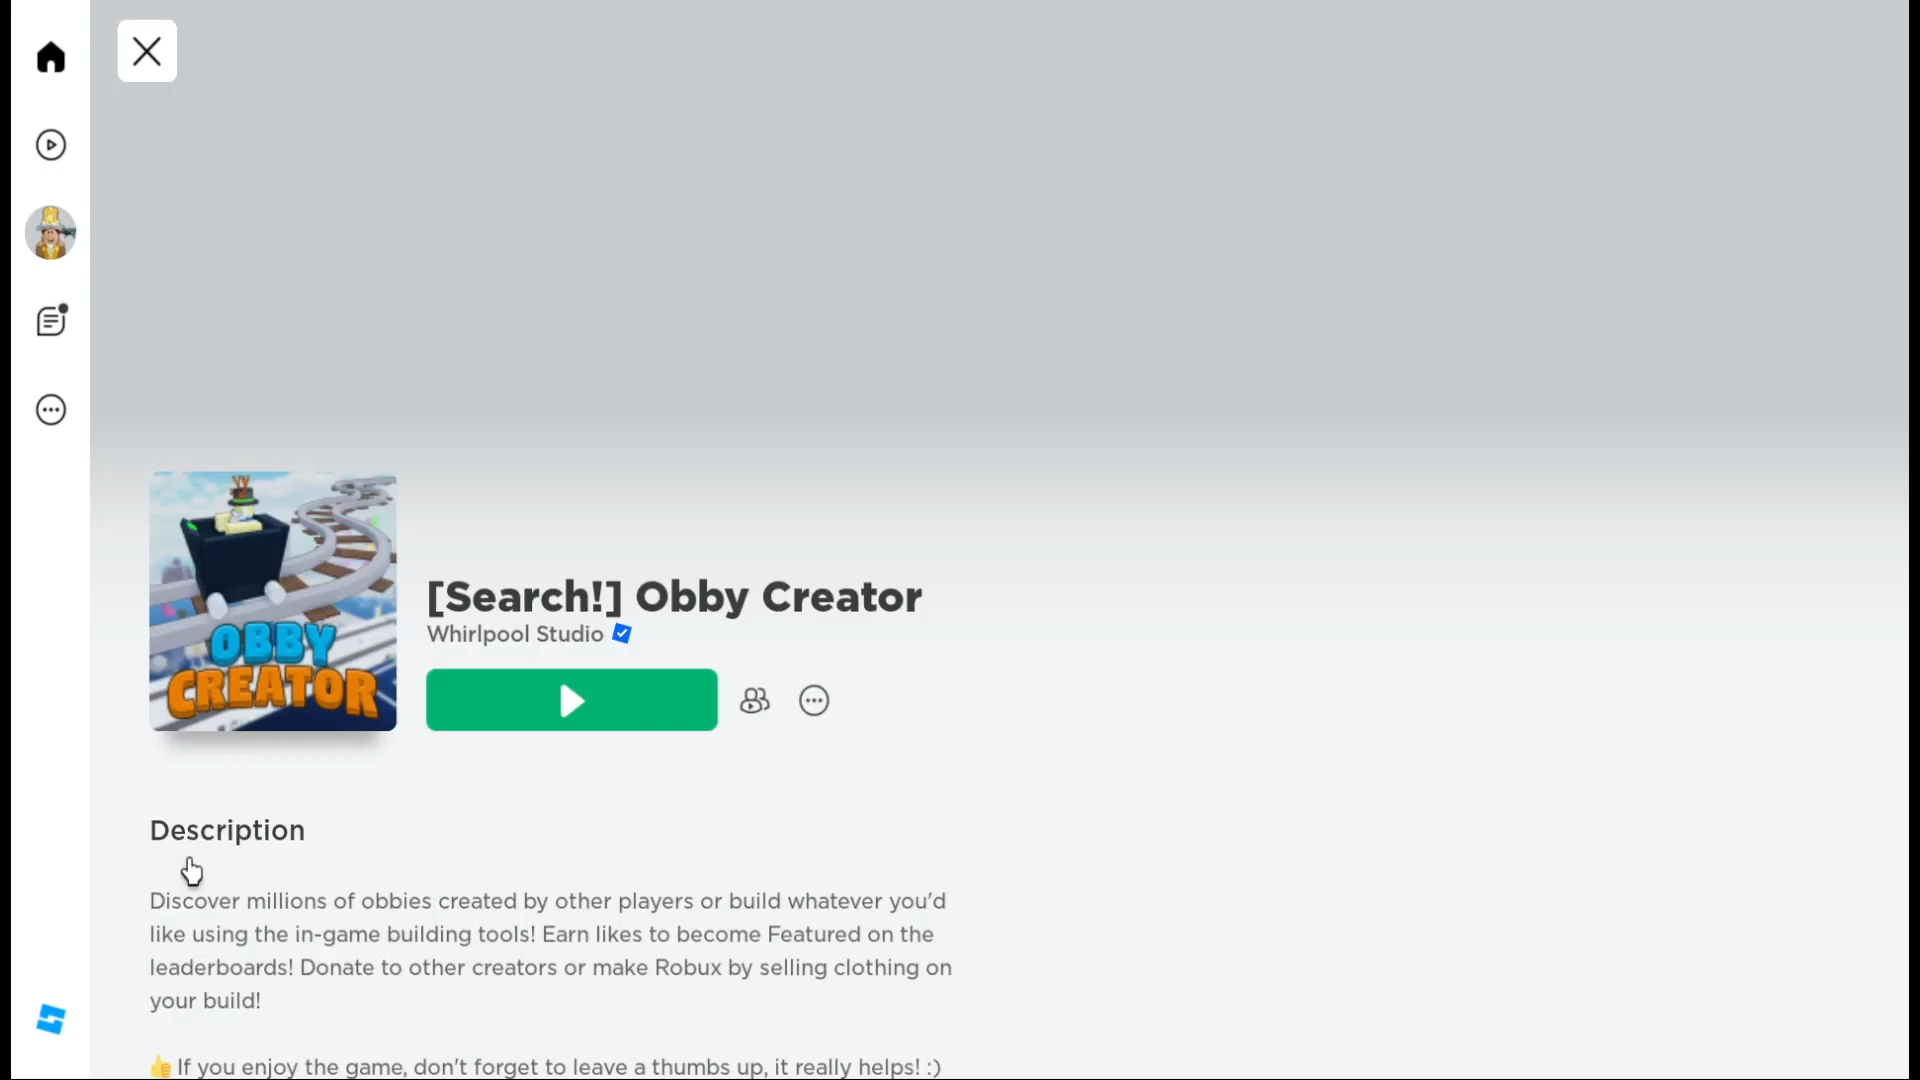 OBBY
CREATOR
[Search!] Obby Creator
Whirlpool Studio
Description
Discover millions of obbies created by other players or build whatever you'd
like using the in-game building tools! Earn likes to become Featured on the
leaderboards! Donate to other creators or make Robux by selling clothing on
your build!
👍 If you enjoy the game, don't forget to leave a thumbs up, it really helps! :)